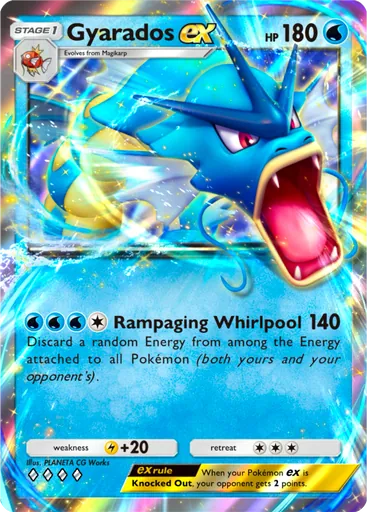 STAGE 1
Gyarados ex
HP 180
Evolves from Magikarp
Rampaging Whirlpool 140
Discard a random Energy from among the Energy
attached to all Pokémon (both yours and your
opponent's).
weakness +20
retreat
Illus. PLANETA CG Works
ex rule
When your Pokémon ex is
Knocked Out, your opponent gets 2 points.